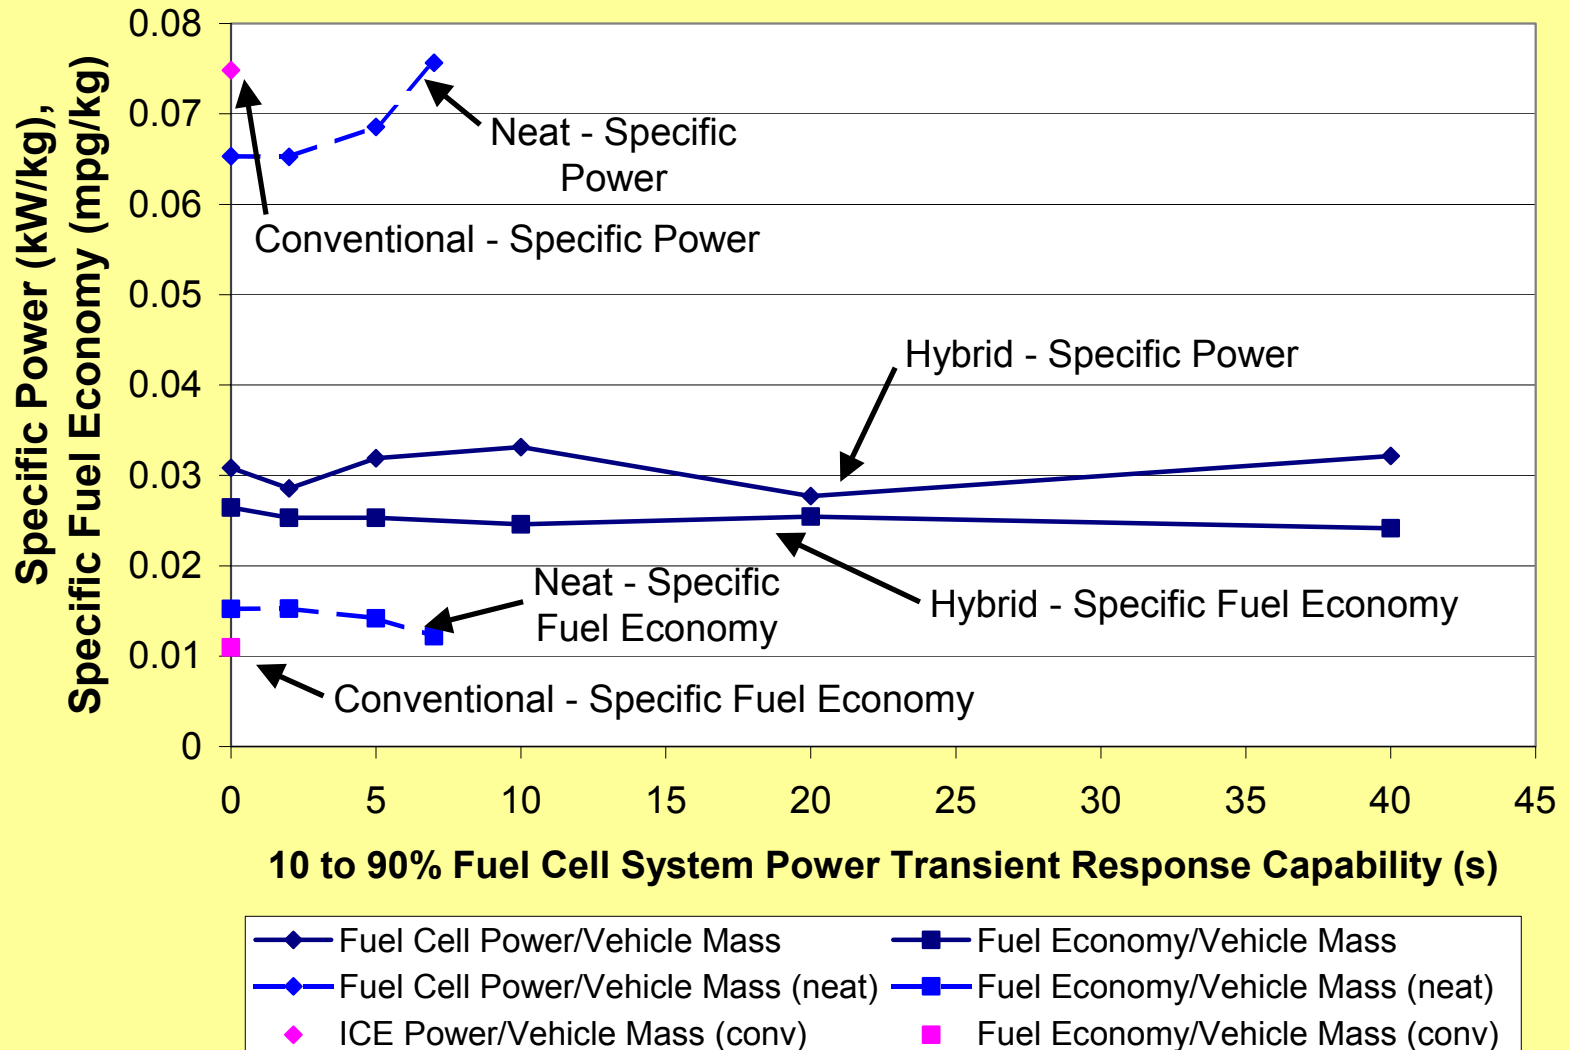 Specific Power (kW/kg),
Specific Fuel Economy (mpg/kg)
0.08
0.07
0.06
0.05
0.04
0.03
0.02
0.01
0
Neat - Specific
Power
Conventional - Specific Power
Hybrid - Specific Power
Neat - Specific
Fuel Economy
Hybrid - Specific Fuel Economy
Conventional - Specific Fuel Economy
0 5 10 15 20 25 30 35 40 45
10 to 90% Fuel Cell System Power Transient Response Capability (s)
Fuel Cell Power/Vehicle Mass Fuel Economy/Vehicle Mass
Fuel Cell Power/Vehicle Mass (neat) Fuel Economy/Vehicle Mass (neat)
ICE Power/Vehicle Mass (conv) Fuel Economy/Vehicle Mass (conv)